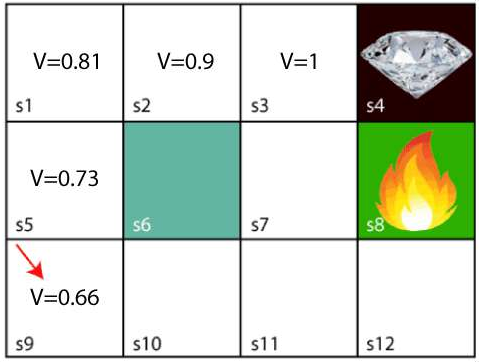 V=0.81
V=0.9
V=1
s1
s2
s3
s4
V=0.73
s5
s6
s7
s8
V=0.66
s9
s10
s11
s12